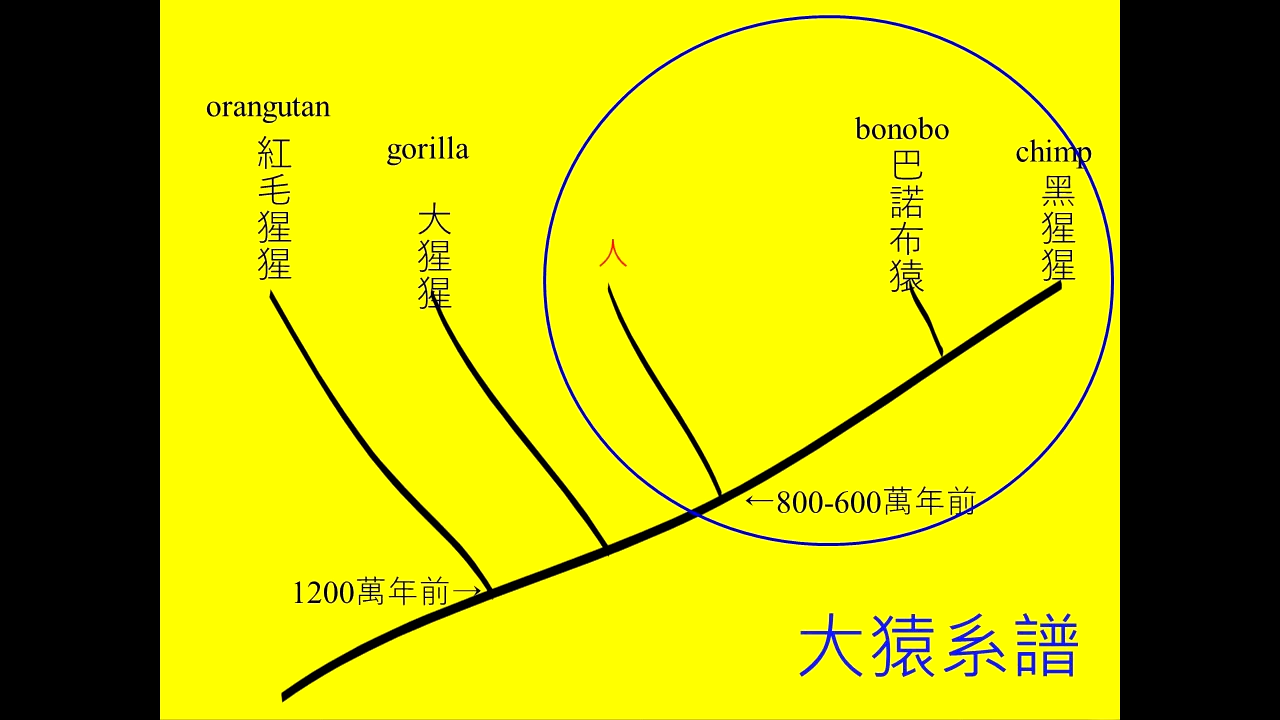 orangutan
紅毛猩猩
gorilla
大猩猩
人
bonobo
巴諾布猿
chimp
黑猩猩
←800-600萬年前
1200萬年前→
大猿系譜